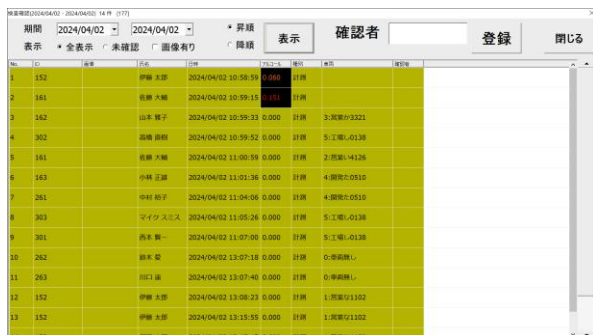 検査確認(2024/04/02 - 2024/04/02) 14 件 (177)
期間 2024/04/02 - 2024/04/02 -
昇順
降順
表示
確認者
登録
閉じる
表示 全表示 未確認 画像有り
No. ID 画像 氏名 日時 アルコール 種別 車両 確認者
1 152 伊藤 太郎 2024/04/02 10:58:59 0.060 計測
2 161 佐藤 大輔 2024/04/02 10:59:15 0.151 計測
3 162 山本 雅子 2024/04/02 10:59:33 0.000 計測 3:営業か3321
4 302 高橋 直樹 2024/04/02 10:59:52 0.000 計測 5:工場し0138
5 161 佐藤 大輔 2024/04/02 11:00:59 0.000 計測 2:営業い4126
6 163 小林 正雄 2024/04/02 11:01:36 0.000 計測 4:開発た0510
7 261 中村 裕子 2024/04/02 11:04:06 0.000 計測 4:開発た0510
8 303 マイク スミス 2024/04/02 11:05:26 0.000 計測 5:工場し0138
9 301 西本 賢一 2024/04/02 11:07:00 0.000 計測 5:工場し0138
10 262 鈴木 愛 2024/04/02 13:07:18 0.000 計測 0:車両無し
11 263 川口 2024/04/02 13:07:40 0.000 計測 0:車両無し
12 152 伊藤 太郎 2024/04/02 13:08:23 0.000 計測 1:営業な1102
13 152 伊藤 太郎 2024/04/02 13:15:55 0.000 計測 1:営業な1102